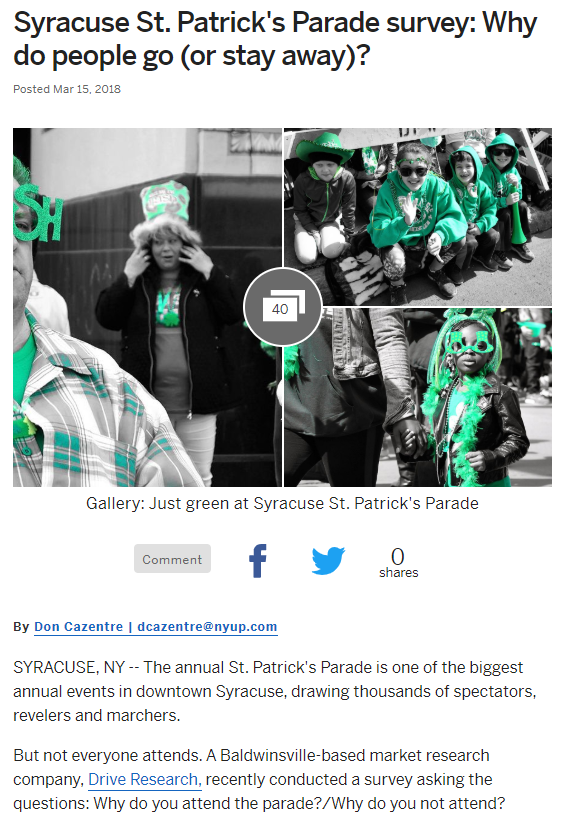 Syracuse St. Patrick's Parade survey: Why
do people go (or stay away)?
Posted Mar 15, 2018
SH
40
Gallery: Just green at Syracuse St. Patrick's Parade
Comment
0
shares
By Don Cazentre | dcazentre@nyup.com
SYRACUSE, NY -- The annual St. Patrick's Parade is one of the biggest
annual events in downtown Syracuse, drawing thousands of spectators,
revelers and marchers.
But not everyone attends. A Baldwinsville-based market research
company, Drive Research, recently conducted a survey asking the
questions: Why do you attend the parade?/Why do you not attend?